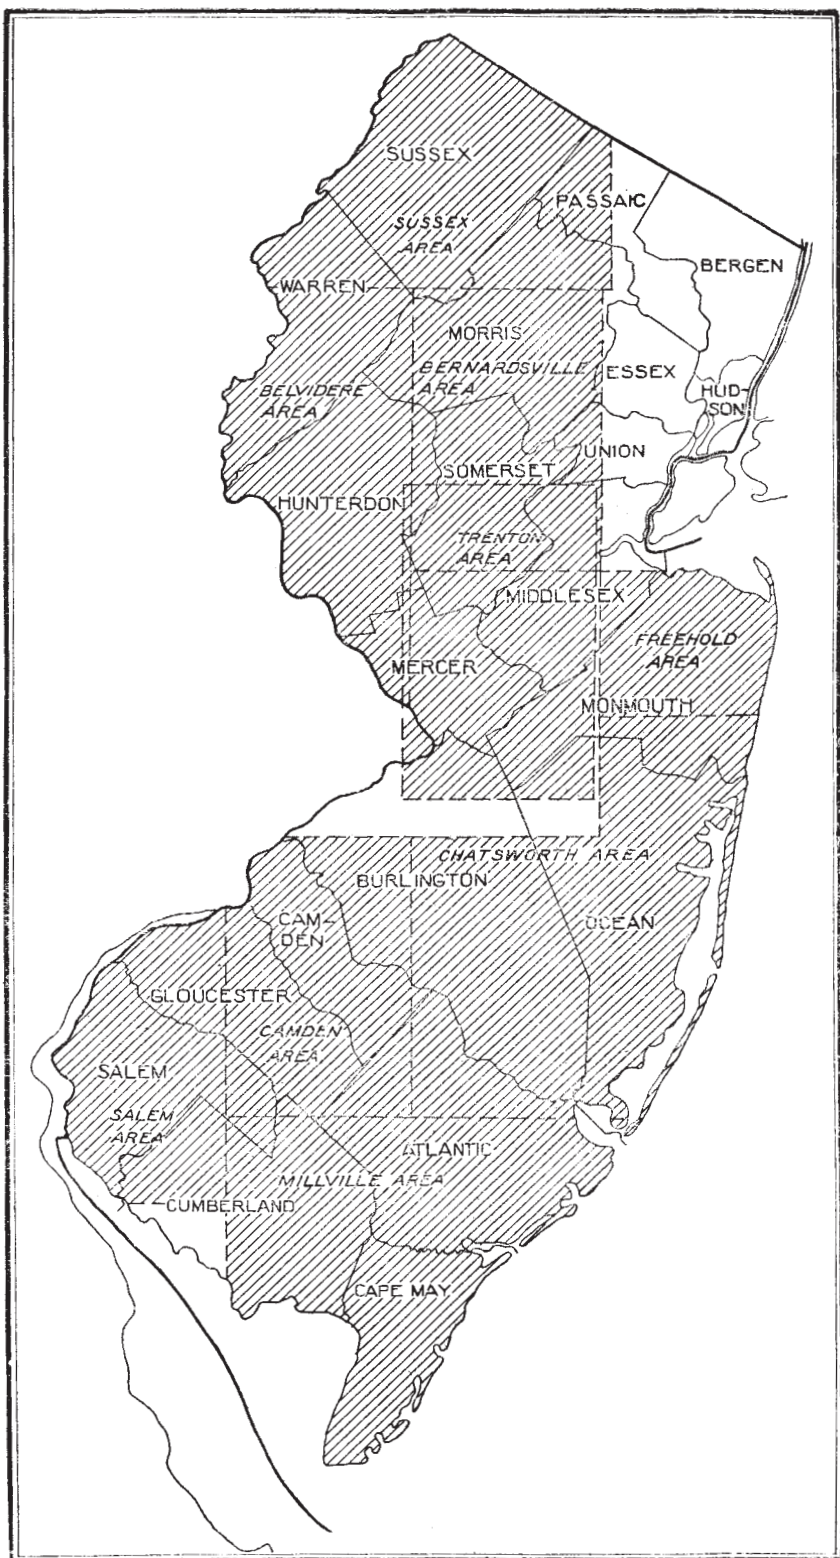 SUSSEX
PASSAIC
SUSSEX
AREA
BERGEN
WARREN
MORRIS
BERNARDSVILLE
AREA
ESSEX
BELVIDERE
AREA
HUD-
SON
UNION
SOMERSET
HUNTERDON
TRENTON
AREA
MIDDLESEX
FREEHOLD
AREA
MERCER
MONMOUTH
CHATSWORTH AREA
BURLINGTON
CAM-
DEN
OCEAN
GLOUCESTER
CAMDEN
AREA
SALEM
SALEM
AREA
ATLANTIC
MILLVILLE AREA
CUMBERLAND
CAPE MAY